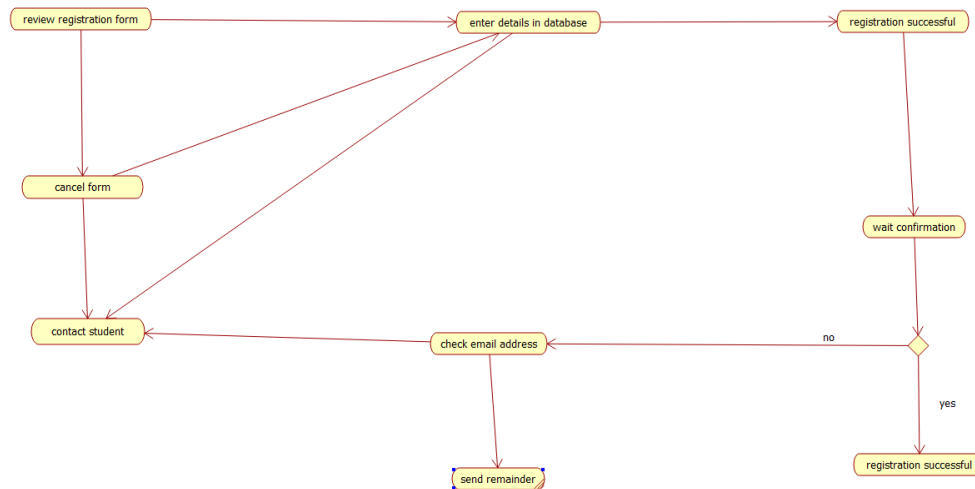 review registration form
enter details in database
registration successful
cancel form
wait confirmation
contact student
check email address
no
yes
registration successful
send remainder